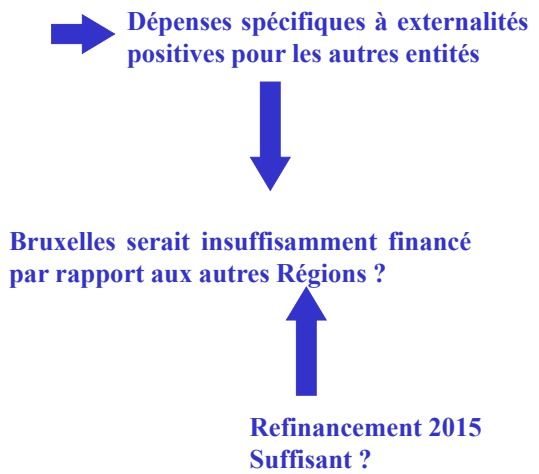 Dépenses spécifiques à externalités
positives pour les autres entités
Bruxelles serait insuffisamment financé
par rapport aux autres Régions ?
Refinancement 2015
Suffisant ?